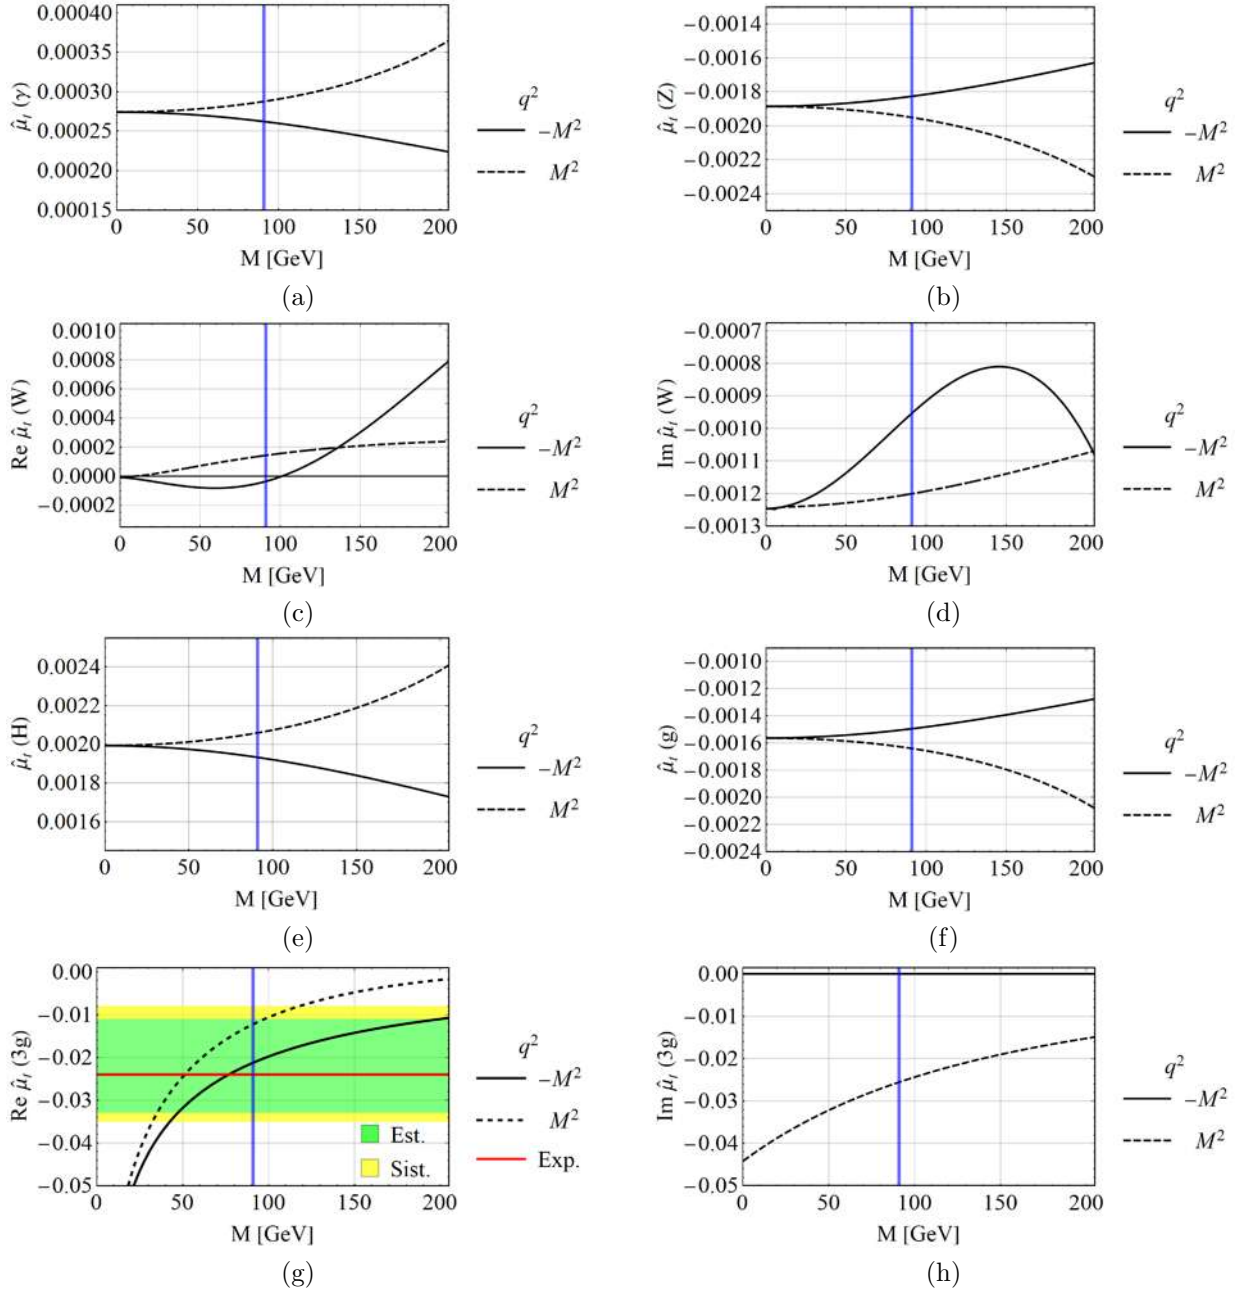 0.00040
0.00035
0.00030
0.00025
0.00020
0.00015
μ̂t (γ)
0 50 100 150 200
M [GeV]
q²
−M²
M²
(a)
−0.0014
−0.0016
−0.0018
−0.0020
−0.0022
−0.0024
μ̂t (Z)
0 50 100 150 200
M [GeV]
q²
−M²
M²
(b)
0.0010
0.0008
0.0006
0.0004
0.0002
0.0000
−0.0002
Re μ̂t (W)
0 50 100 150 200
M [GeV]
q²
−M²
M²
(c)
−0.0007
−0.0008
−0.0009
−0.0010
−0.0011
−0.0012
−0.0013
Im μ̂t (W)
0 50 100 150 200
M [GeV]
q²
−M²
M²
(d)
0.0024
0.0022
0.0020
0.0018
0.0016
μ̂t (H)
0 50 100 150 200
M [GeV]
q²
−M²
M²
(e)
−0.0010
−0.0012
−0.0014
−0.0016
−0.0018
−0.0020
−0.0022
−0.0024
μ̂t (g)
0 50 100 150 200
M [GeV]
q²
−M²
M²
(f)
0.00
−0.01
−0.02
−0.03
−0.04
−0.05
Re μ̂t (3g)
0 50 100 150 200
M [GeV]
Est.
Sist.
q²
−M²
M²
Exp.
(g)
0.00
−0.01
−0.02
−0.03
−0.04
−0.05
Im μ̂t (3g)
0 50 100 150 200
M [GeV]
q²
−M²
M²
(h)